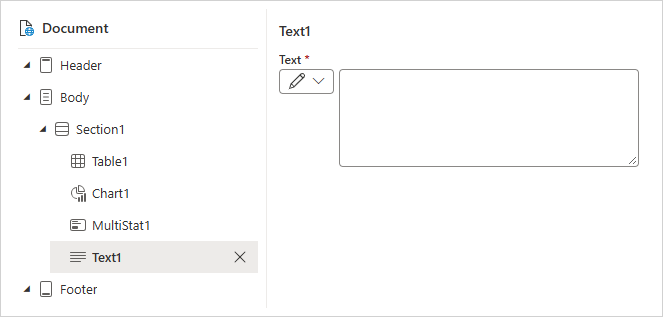 Document
Header
Body
Section1
Table1
Chart1
MultiStat1
Text1
Footer
Text1
Text *